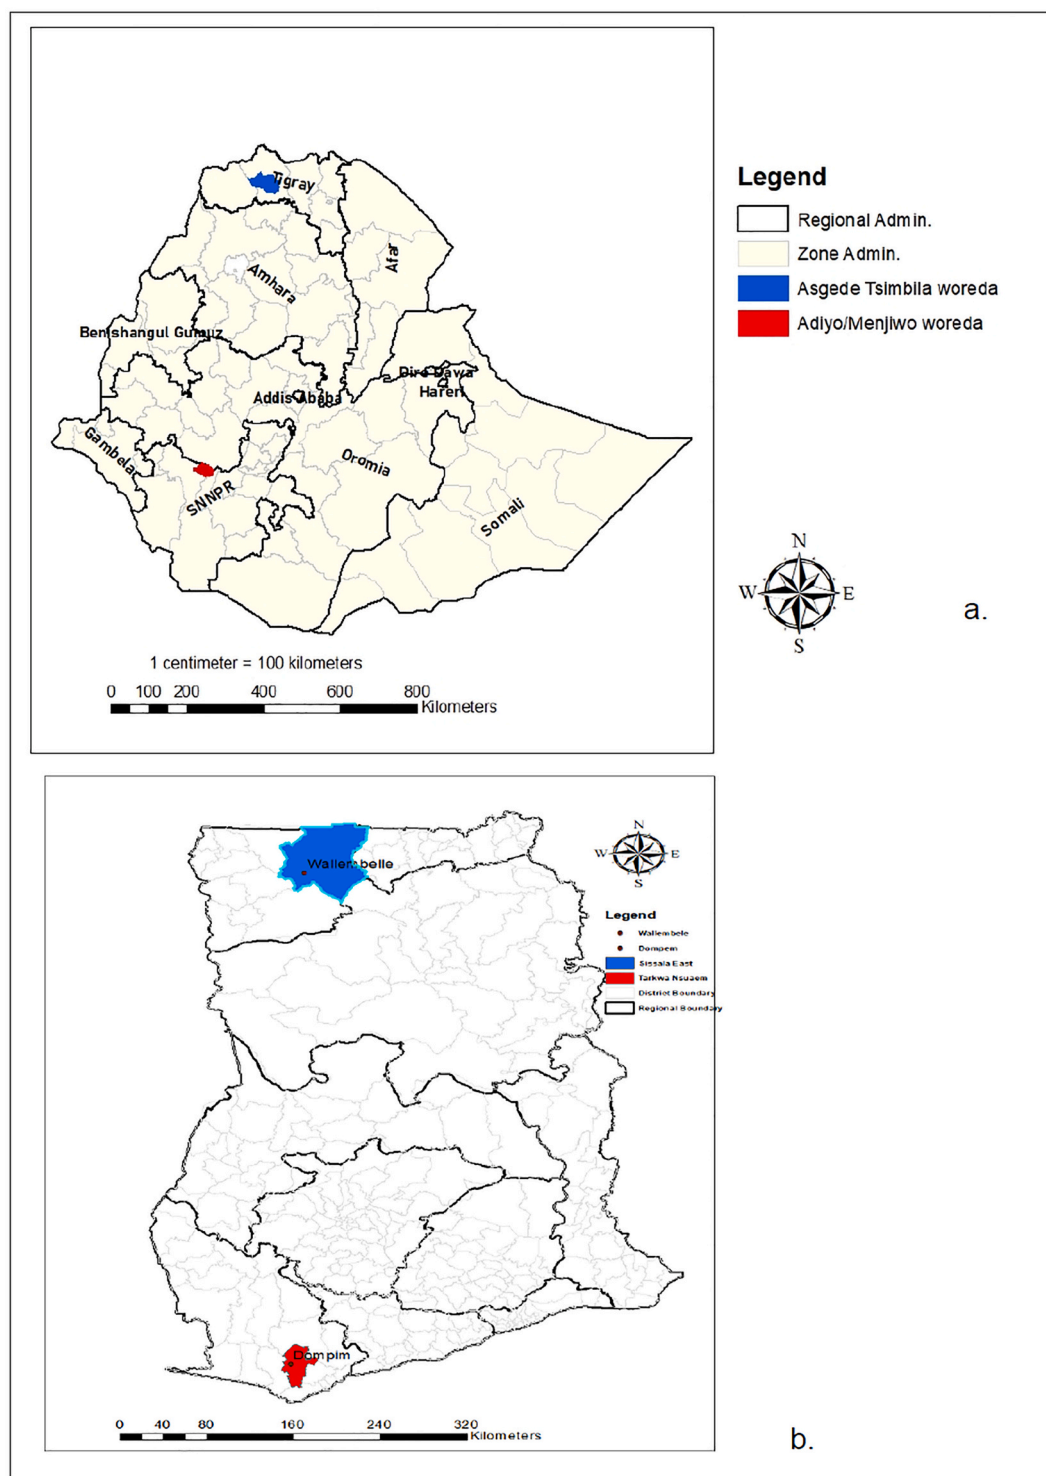 Legend
Regional Admin.
Zone Admin.
Asgede Tsimbila woreda
Adiyo/Menjiwo woreda
Tigray
Afar
Amhara
Benishangul Gumuz
Dire Dawa
Hareri
Addis Ababa
Gambelar
Oromia
SNNPR
Somali
N
W E
S
a.
1 centimeter = 100 kilometers
0 100 200 400 600 800
Kilometers
N
W E
S
Wallembelle
Legend
Wallembele
Dompem
Sissala East
Tarkwa Nsuaem
District Boundary
Regional Boundary
Dompim
0 40 80 160 240 320
Kilometers
b.